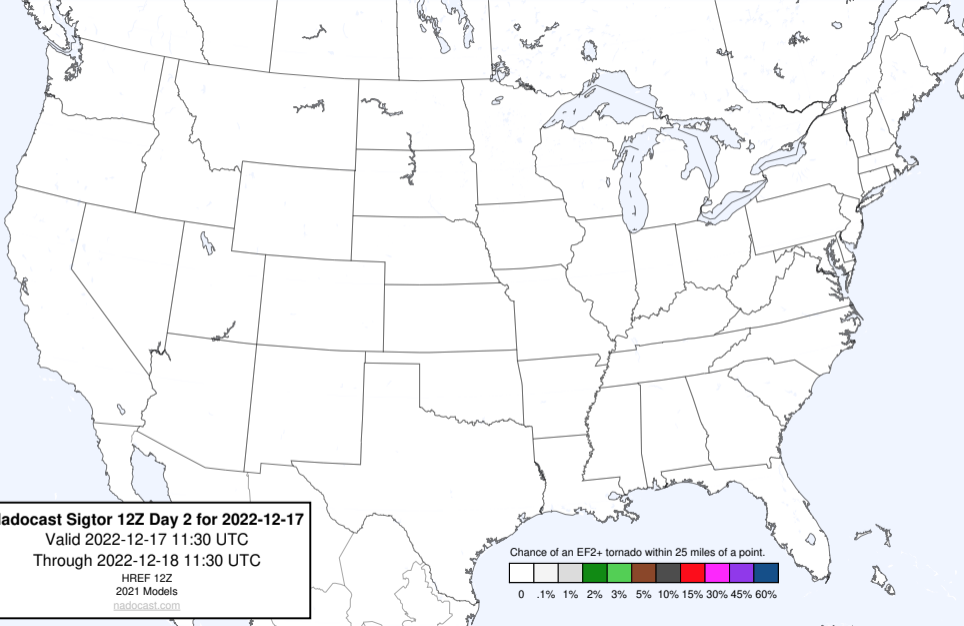 adocast Sigtor 12Z Day 2 for 2022-12-17
Valid 2022-12-17 11:30 UTC
Through 2022-12-18 11:30 UTC
HREF 12Z
2021 Models
nadocast.com
Chance of an EF2+ tornado within 25 miles of a point.
0 .1% 1% 2% 3% 5% 10% 15% 30% 45% 60%